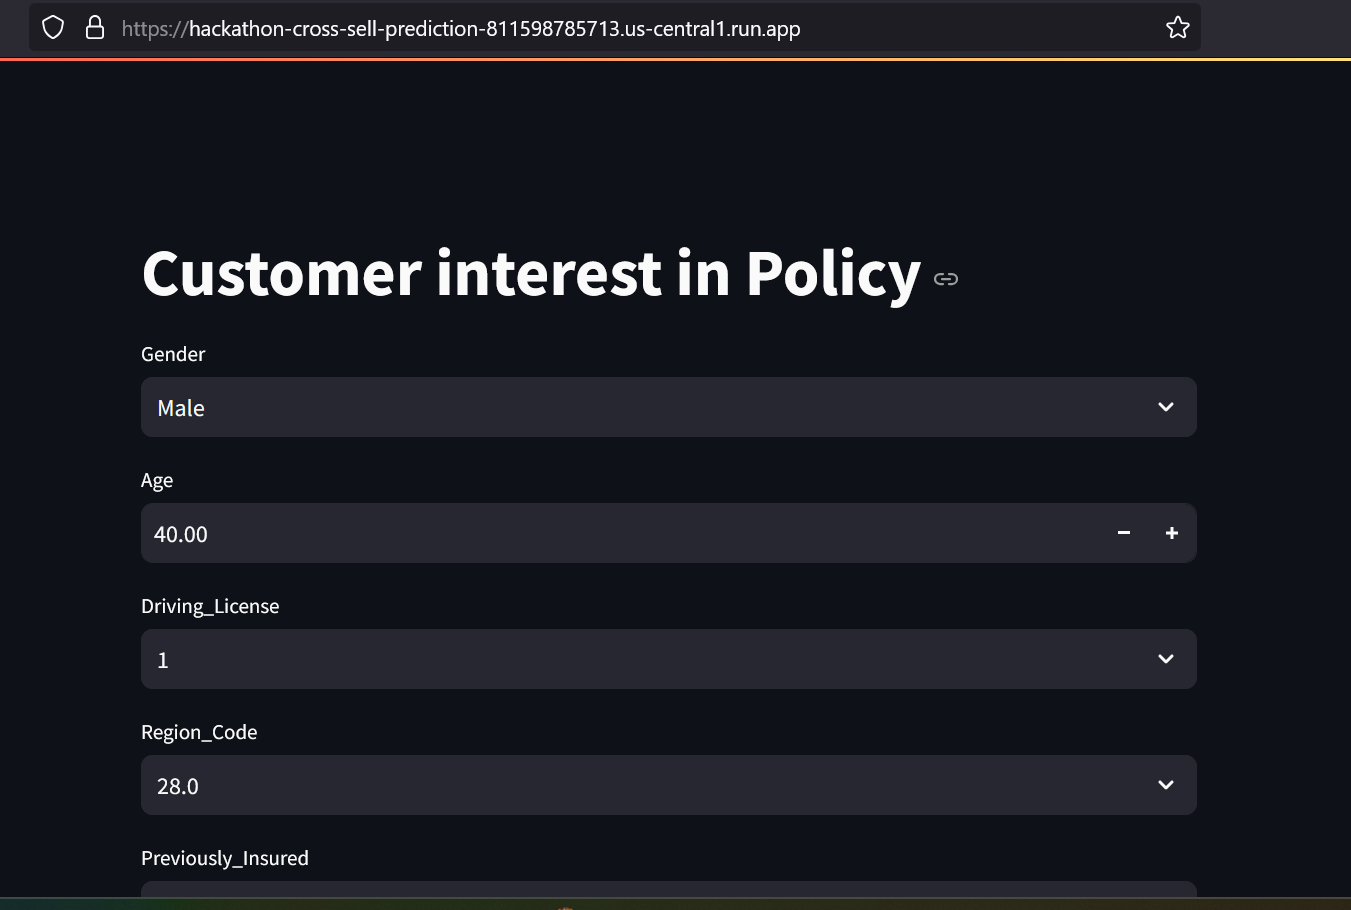 https://hackathon-cross-sell-prediction-811598785713.us-central1.run.app
Customer interest in Policy
Gender
Male
Age
40.00
Driving_License
1
Region_Code
28.0
Previously_Insured